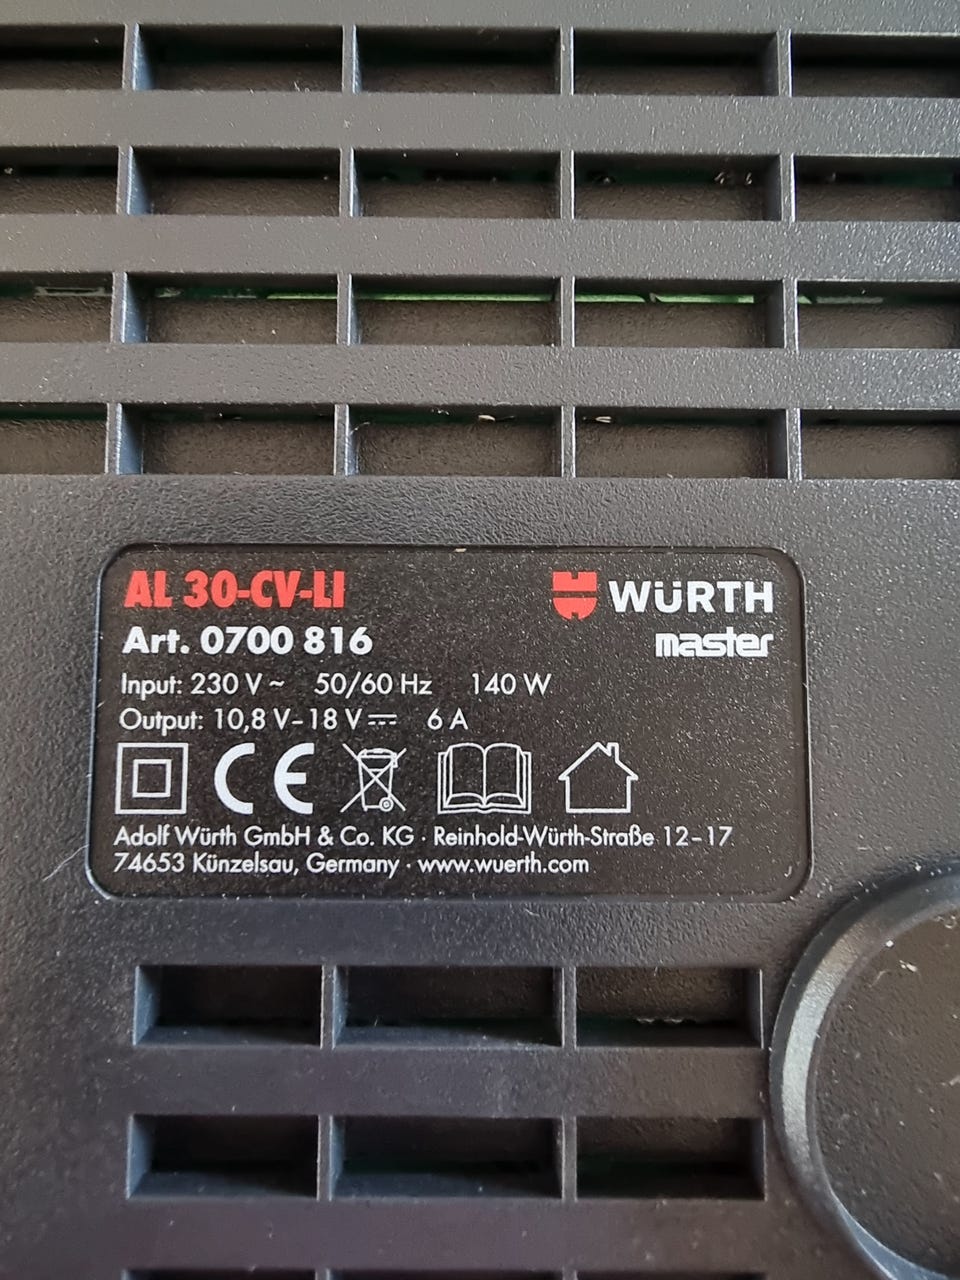 AL 30-CV-LI
WÜRTH
Art. 0700 816
master
Input: 230 V ~ 50/60 Hz 140 W
Output: 10,8 V–18 V ⎓ 6 A
CE
Adolf Würth GmbH & Co. KG · Reinhold-Würth-Straße 12–17
74653 Künzelsau, Germany · www.wuerth.com